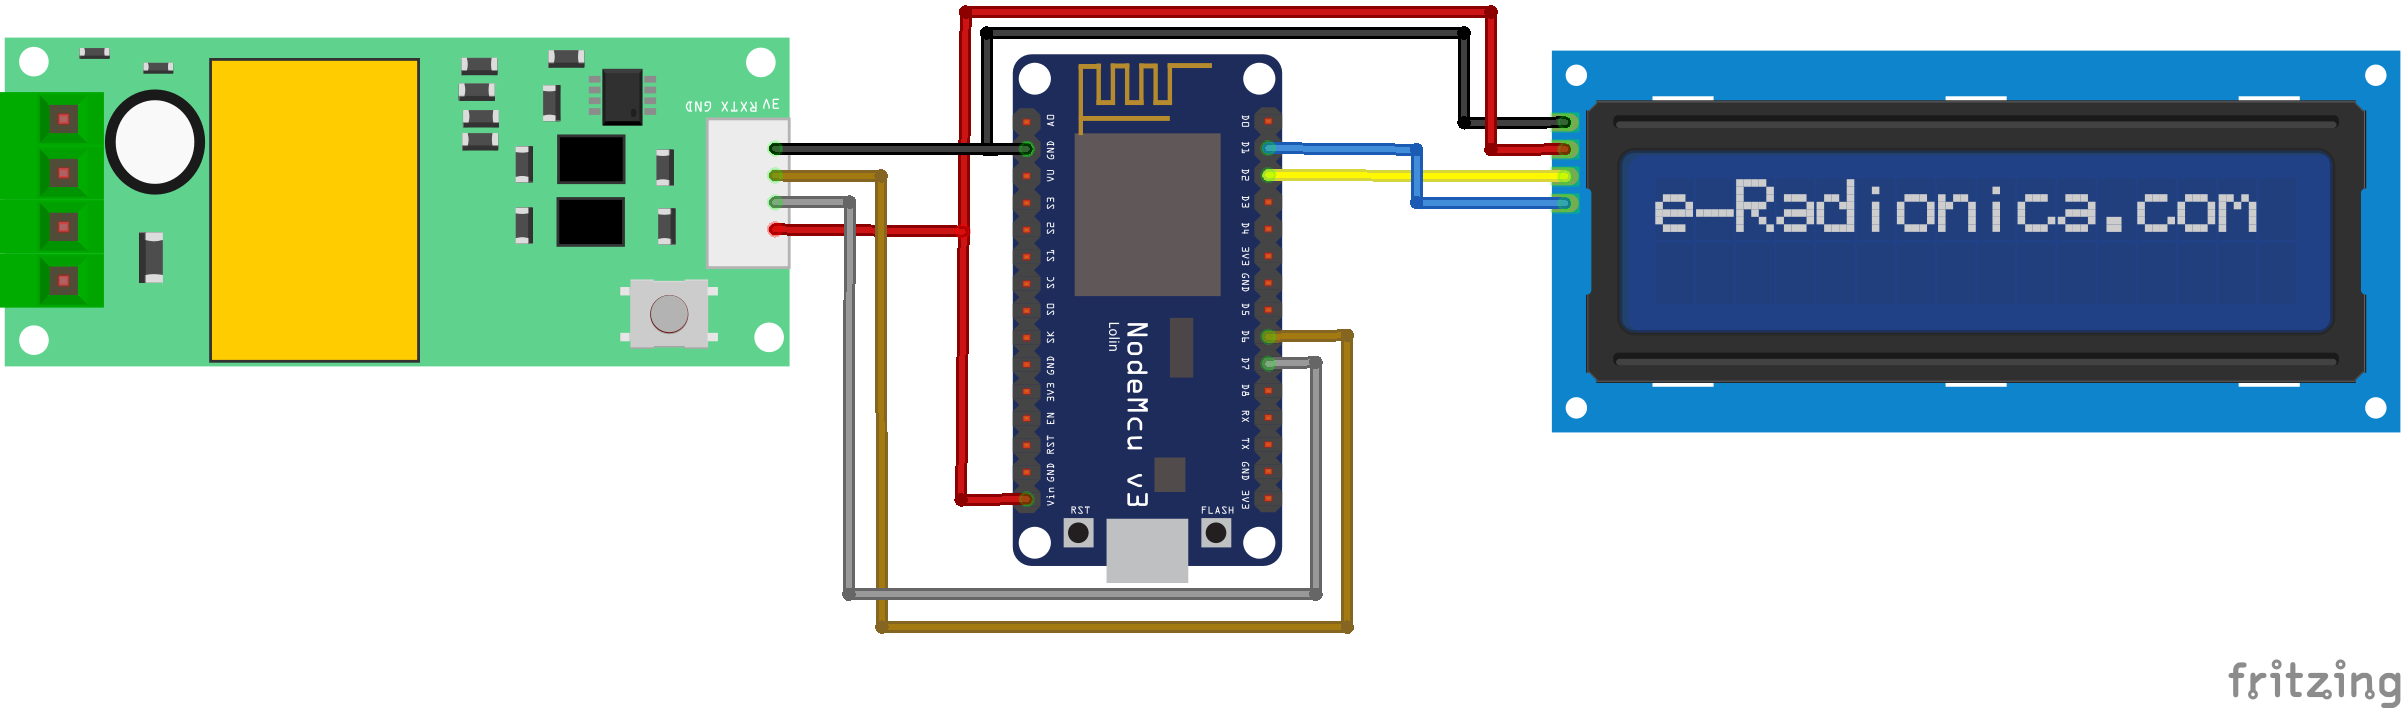 3V
RXTX GND
A0
GND
VU
S3
S2
S1
SC
S0
SK
GND
3V3
EN
RST
GND
Vin
D0
D1
D2
D3
D4
3V3
GND
D5
D6
D7
D8
RX
TX
GND
3V3
NodeMcu v3
Lolin
RST
FLASH
e-Radionica.com
fritzing